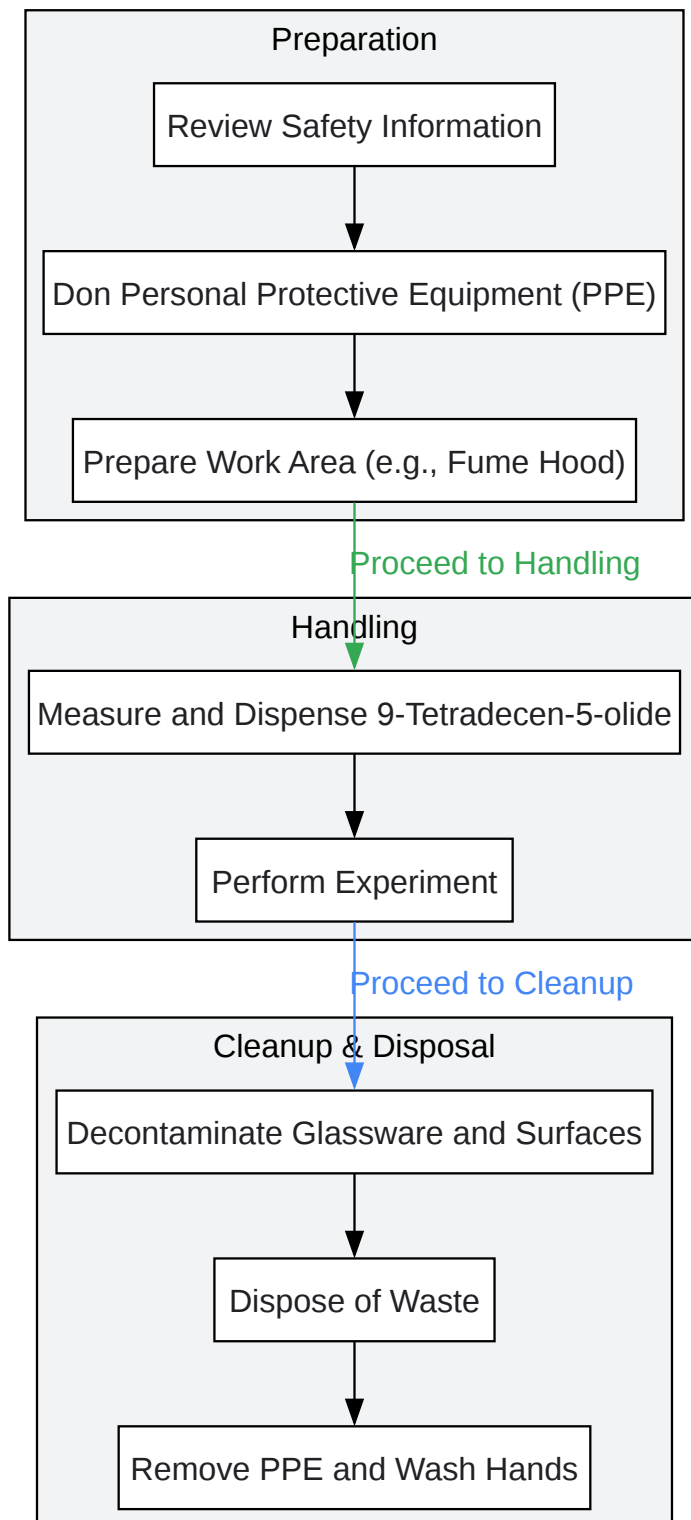 Preparation
Review Safety Information
Don Personal Protective Equipment (PPE)
Prepare Work Area (e.g., Fume Hood)
Proceed to Handling
Handling
Measure and Dispense 9-Tetradecen-5-olide
Perform Experiment
Proceed to Cleanup
Cleanup & Disposal
Decontaminate Glassware and Surfaces
Dispose of Waste
Remove PPE and Wash Hands